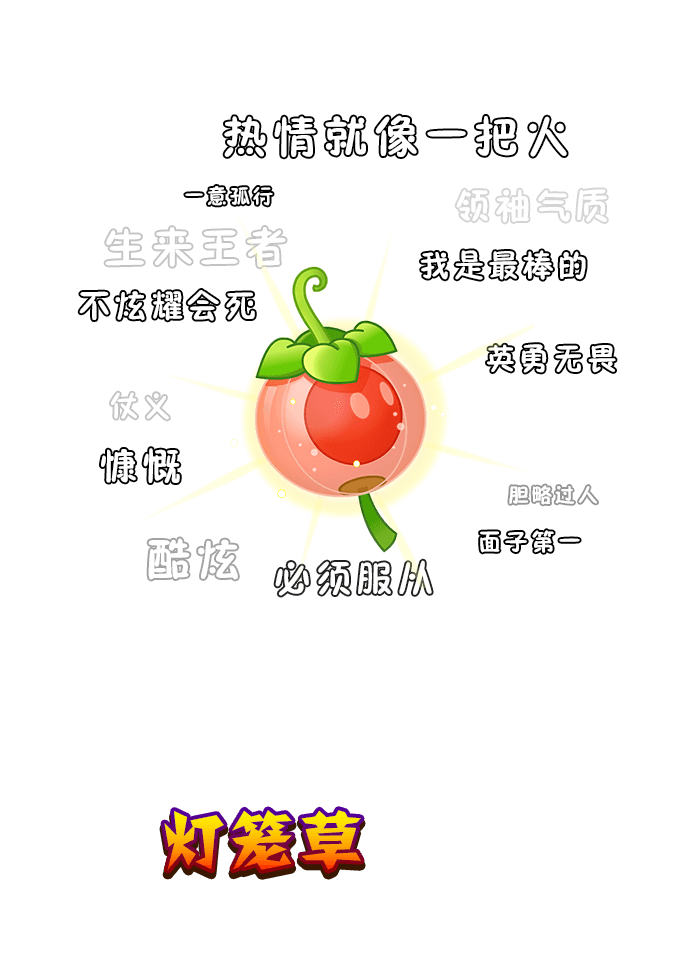 热情就像一把火
一意孤行
领袖气质
生来王者
我是最棒的
不炫耀会死
英勇无畏
仗义
慷慨
胆略过人
面子第一
酷炫
必须服从
灯笼草